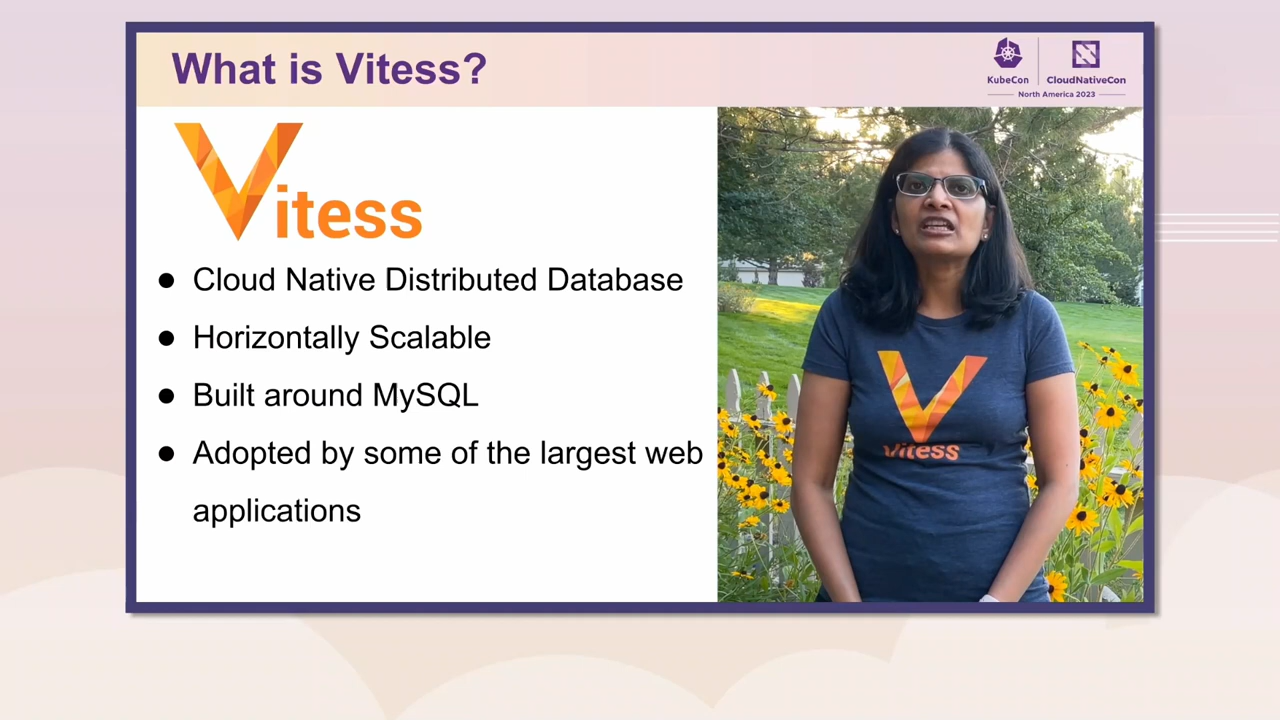 What is Vitess?
KubeCon
CloudNativeCon
North America 2023
Vitess
● Cloud Native Distributed Database
● Horizontally Scalable
● Built around MySQL
● Adopted by some of the largest web
applications
Vitess